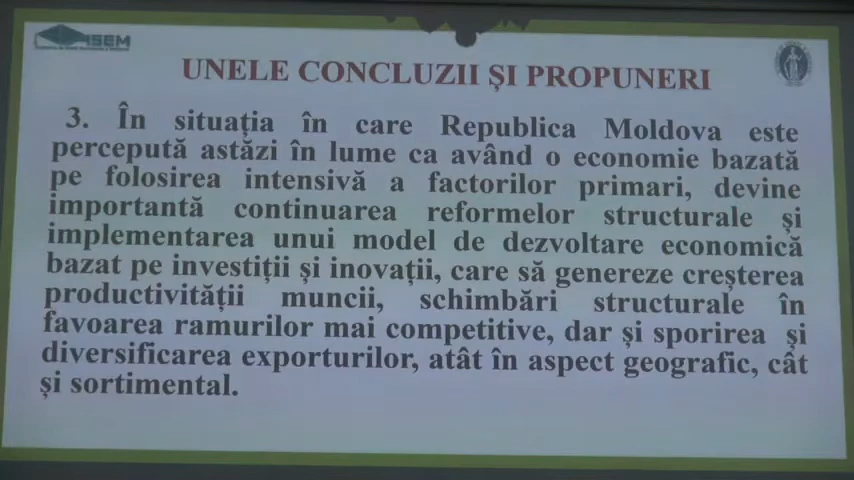 ASEM
UNELE CONCLUZII ȘI PROPUNERI
3. În situația în care Republica Moldova este
percepută astăzi în lume ca având o economie bazată
pe folosirea intensivă a factorilor primari, devine
importantă continuarea reformelor structurale și
implementarea unui model de dezvoltare economică
bazat pe investiții și inovații, care să genereze creșterea
productivității muncii, schimbări structurale în
favoarea ramurilor mai competitive, dar și sporirea și
diversificarea exporturilor, atât în aspect geografic, cât
și sortimental.